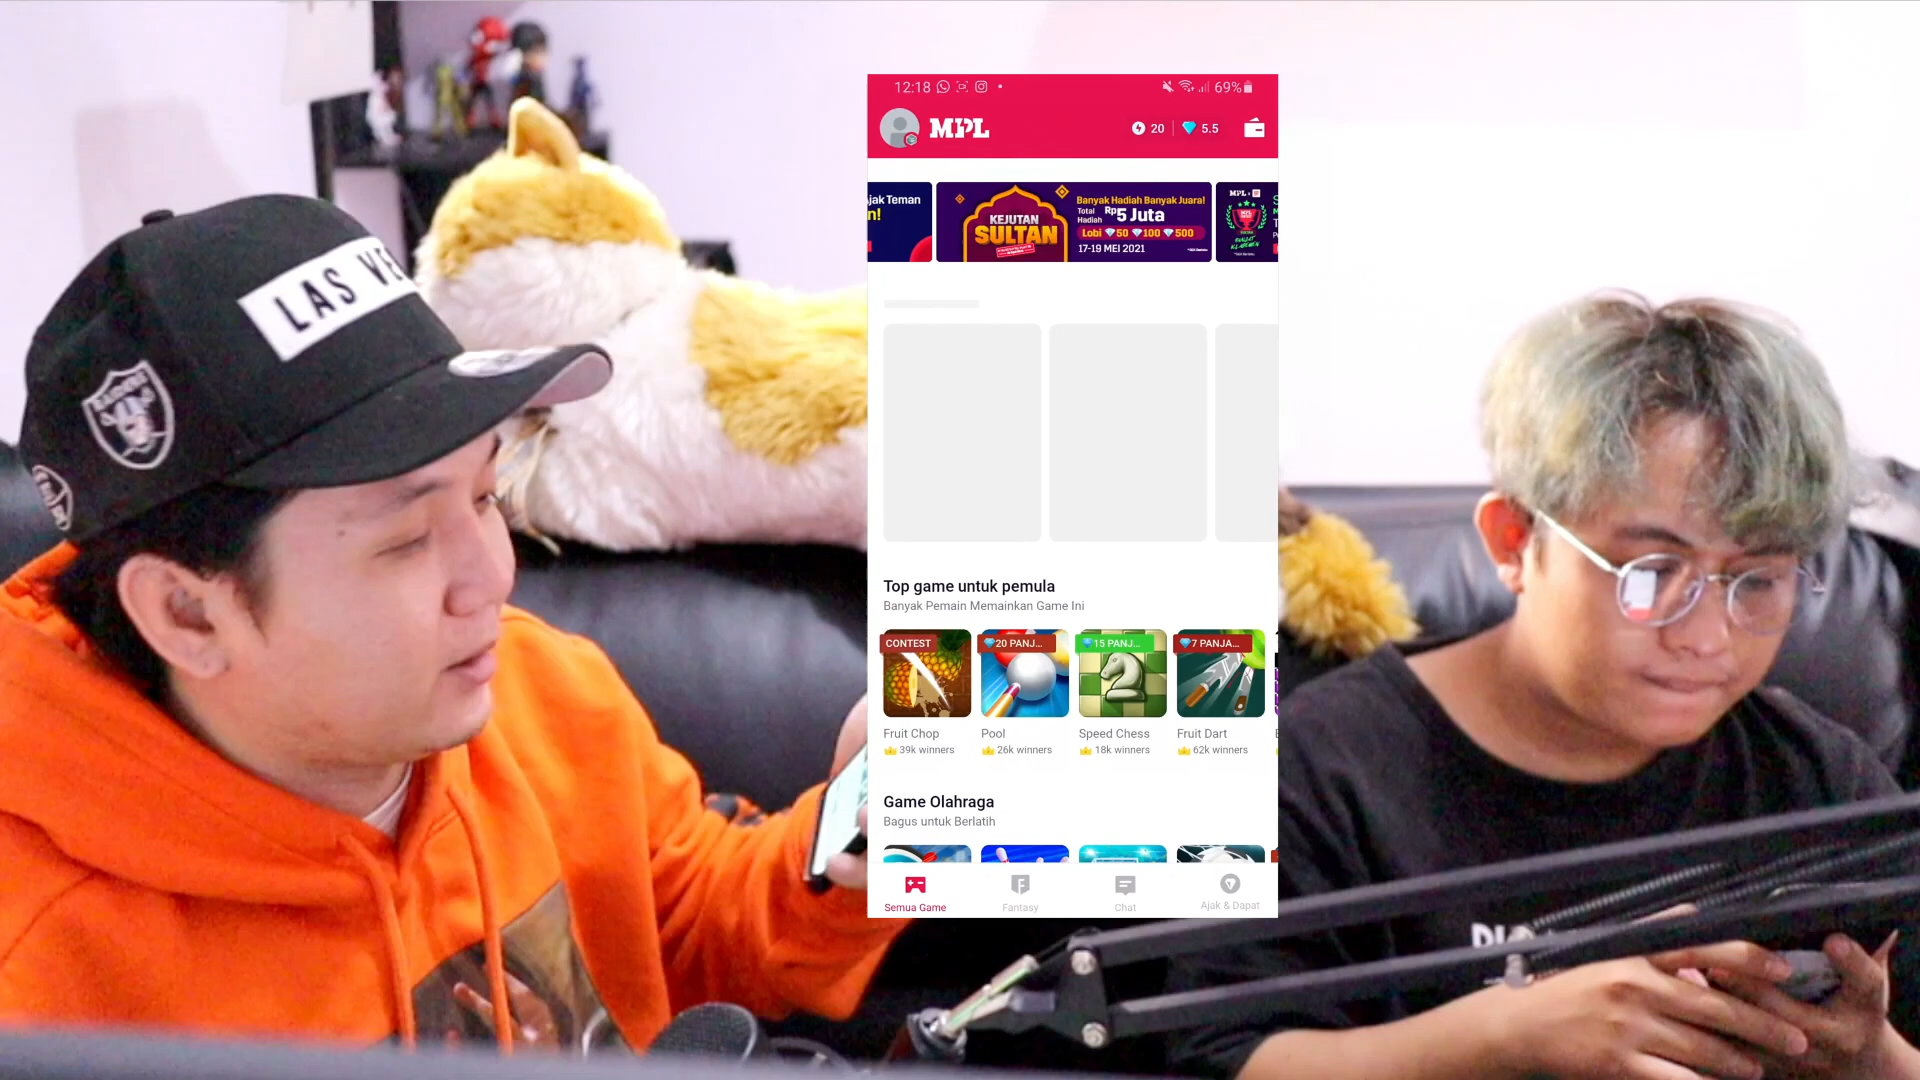 LAS VE
RAIDERS
12:18
69%
MPL
20
5.5
jak Teman
n!
KEJUTAN
SULTAN
Banyak Hadiah Banyak Juara!
Total Hadiah Rp5 Juta
Lobi 50 100 500
17-19 MEI 2021
MPL
Top game untuk pemula
Banyak Pemain Memainkan Game Ini
CONTEST
20 PANJ...
15 PANJ...
7 PANJA...
Fruit Chop
Pool
Speed Chess
Fruit Dart
39k winners
26k winners
18k winners
62k winners
Game Olahraga
Bagus untuk Berlatih
Semua Game
Fantasy
Chat
Ajak & Dapat